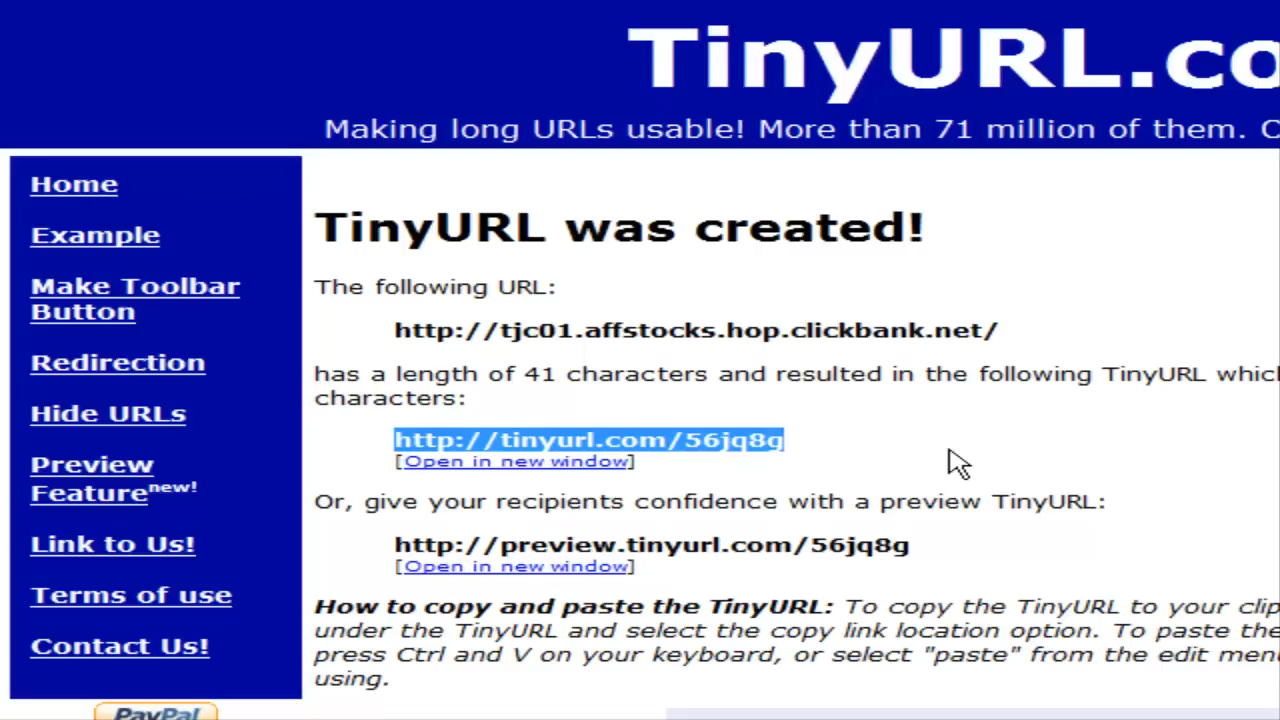 TinyURL.co
Making long URLs usable! More than 71 million of them.
Home
Example
Make Toolbar
Button
Redirection
Hide URLs
Preview
Feature new!
Link to Us!
Terms of use
Contact Us!
PayPal
TinyURL was created!
The following URL:
http://tjc01.affstocks.hop.clickbank.net/
has a length of 41 characters and resulted in the following TinyURL which
characters:
http://tinyurl.com/56jq8g
[Open in new window]
Or, give your recipients confidence with a preview TinyURL:
http://preview.tinyurl.com/56jq8g
[Open in new window]
How to copy and paste the TinyURL: To copy the TinyURL to your clip
under the TinyURL and select the copy link location option. To paste the
press Ctrl and V on your keyboard, or select "paste" from the edit menu
using.